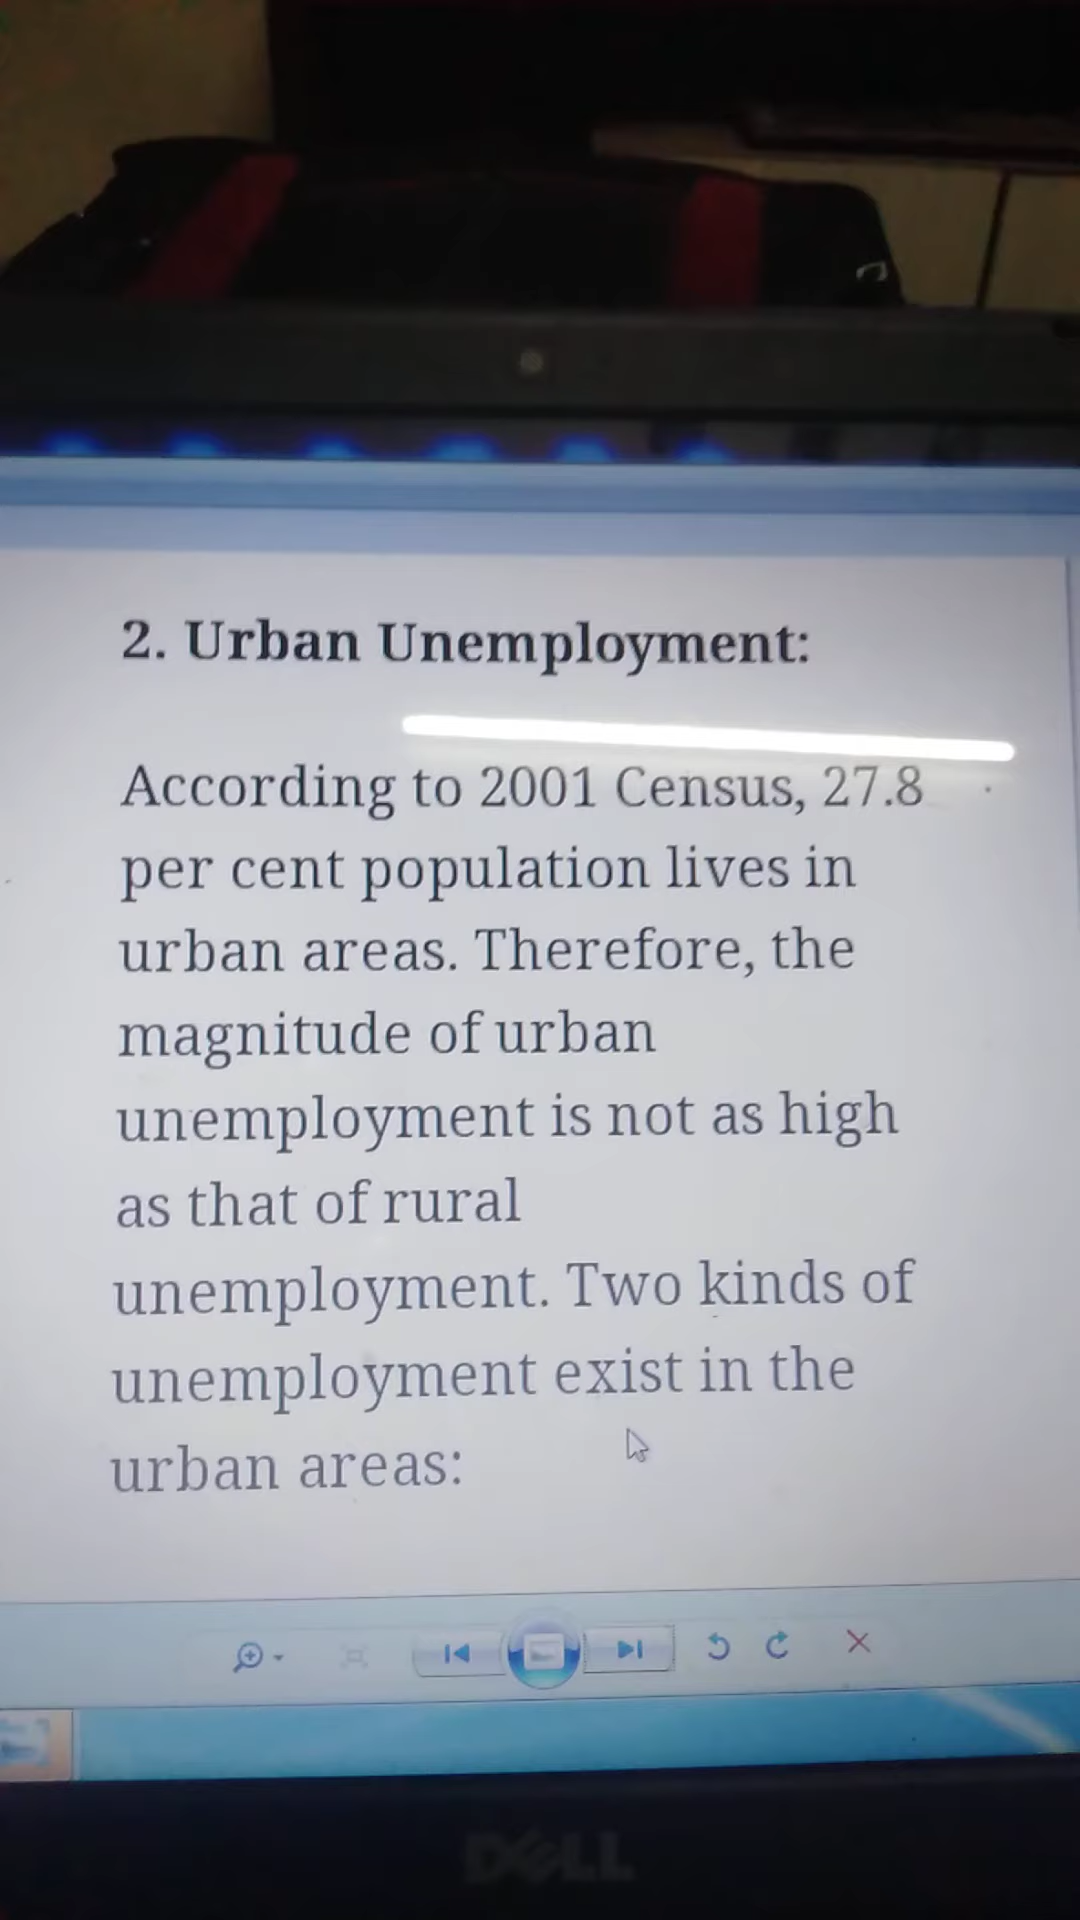 2. Urban Unemployment:
According to 2001 Census, 27.8
per cent population lives in
urban areas. Therefore, the
magnitude of urban
unemployment is not as high
as that of rural
unemployment. Two kinds of
unemployment exist in the
urban areas:
DELL